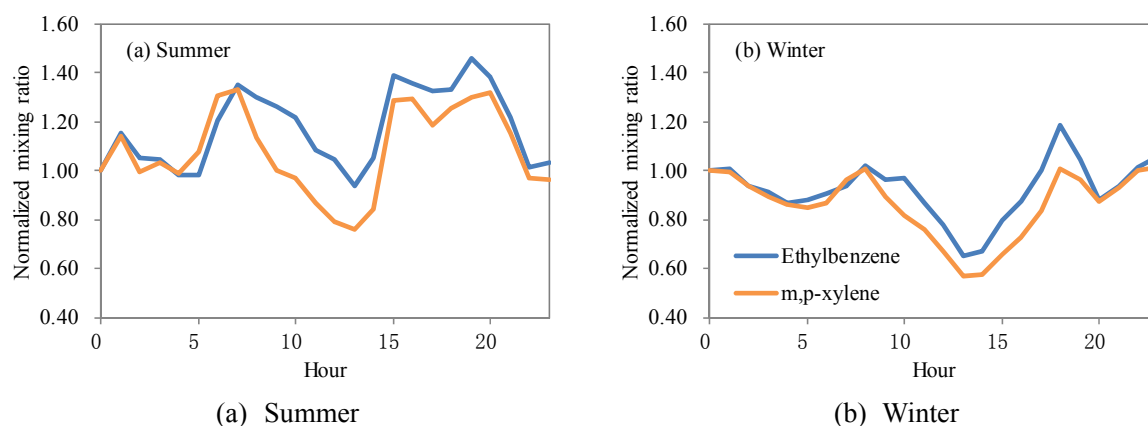 (a) Summer
Normalized mixing ratio
1.60
1.40
1.20
1.00
0.80
0.60
0.40
0 5 10 15 20
Hour
(a) Summer
(b) Winter
Normalized mixing ratio
1.60
1.40
1.20
1.00
0.80
0.60
0.40
Ethylbenzene
m,p-xylene
0 5 10 15 20
Hour
(b) Winter